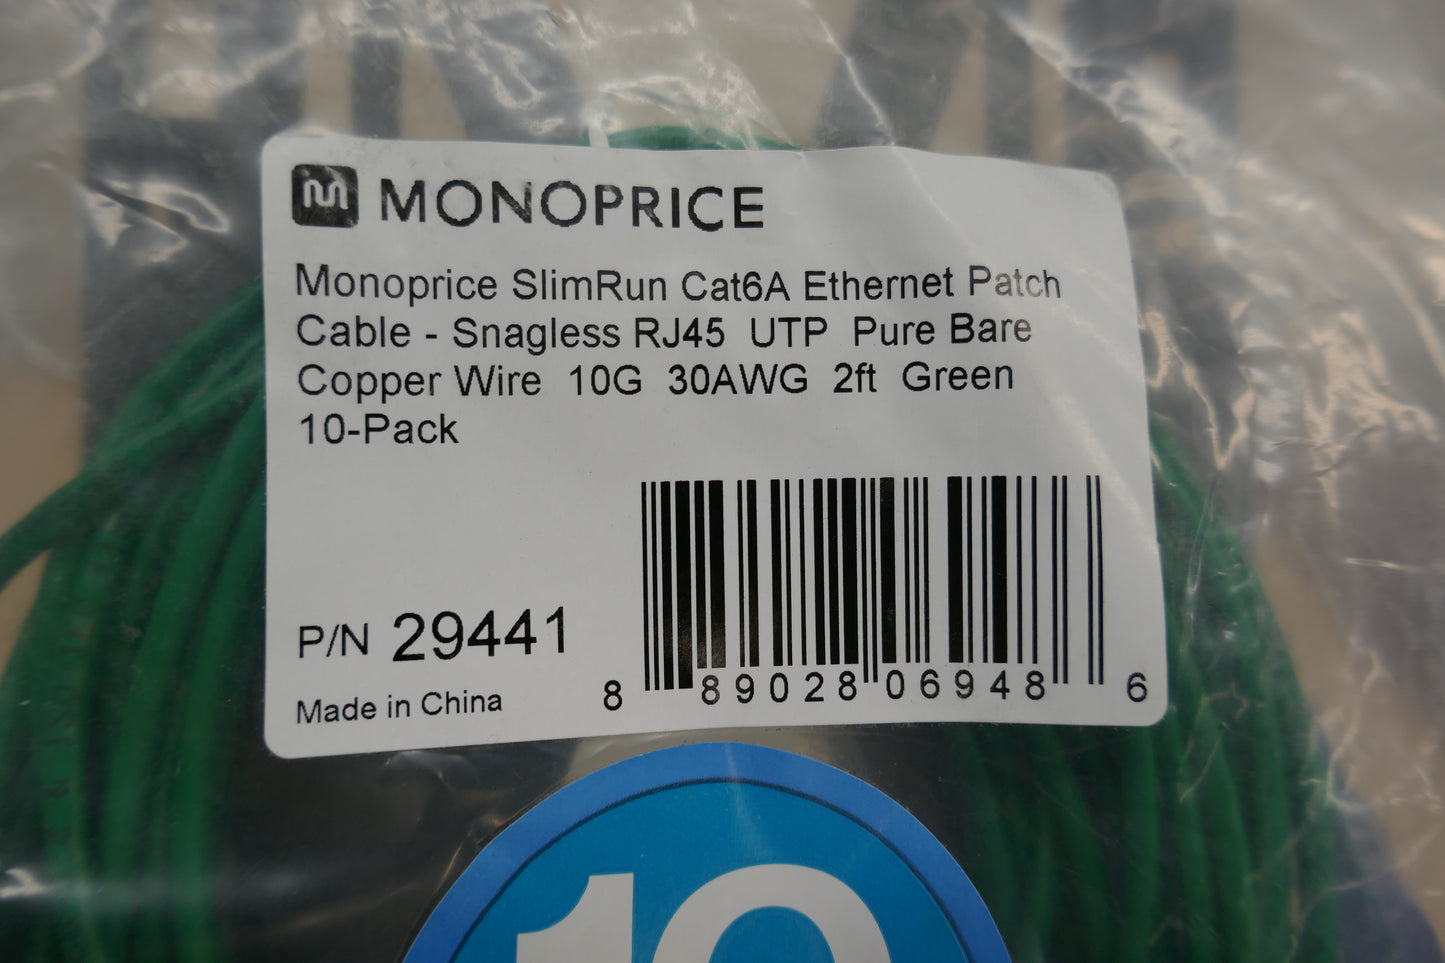 MONOPRICE
Monoprice SlimRun Cat6A Ethernet Patch
Cable - Snagless RJ45 UTP Pure Bare
Copper Wire 10G 30AWG 2ft Green
10-Pack
P/N 29441
Made in China
8 89028 06948 6
10